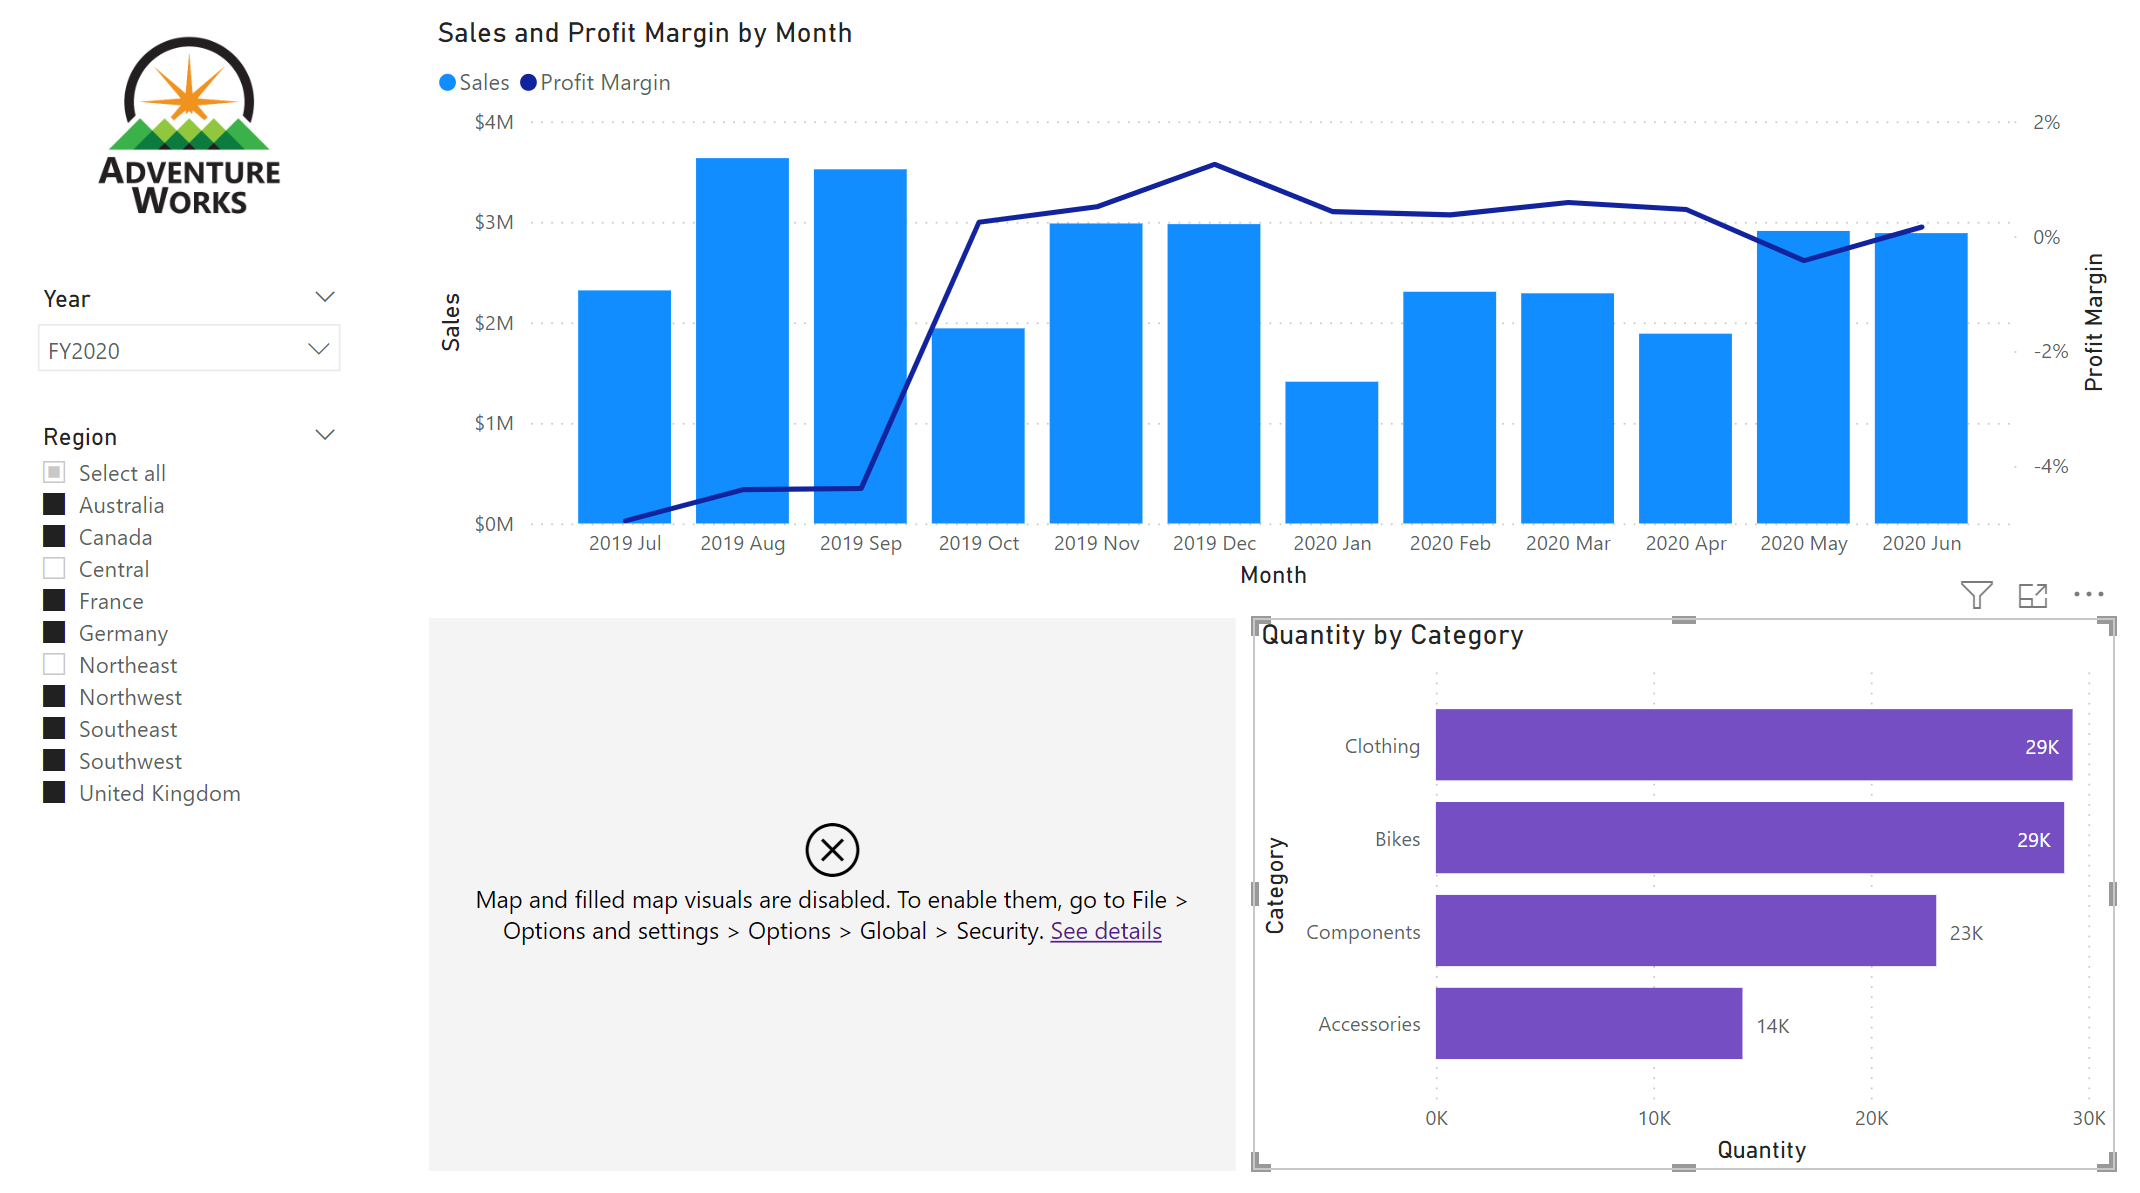 ADVENTURE
WORKS
Year
FY2020
Region
Select all
Australia
Canada
Central
France
Germany
Northeast
Northwest
Southeast
Southwest
United Kingdom
Sales and Profit Margin by Month
Sales Profit Margin
$4M
$3M
$2M
$1M
$0M
Sales
2%
0%
-2%
-4%
Profit Margin
2019 Jul 2019 Aug 2019 Sep 2019 Oct 2019 Nov 2019 Dec 2020 Jan 2020 Feb 2020 Mar 2020 Apr 2020 May 2020 Jun
Month
Map and filled map visuals are disabled. To enable them, go to File >
Options and settings > Options > Global > Security. See details
Quantity by Category
Category
Clothing 29K
Bikes 29K
Components 23K
Accessories 14K
0K 10K 20K 30K
Quantity